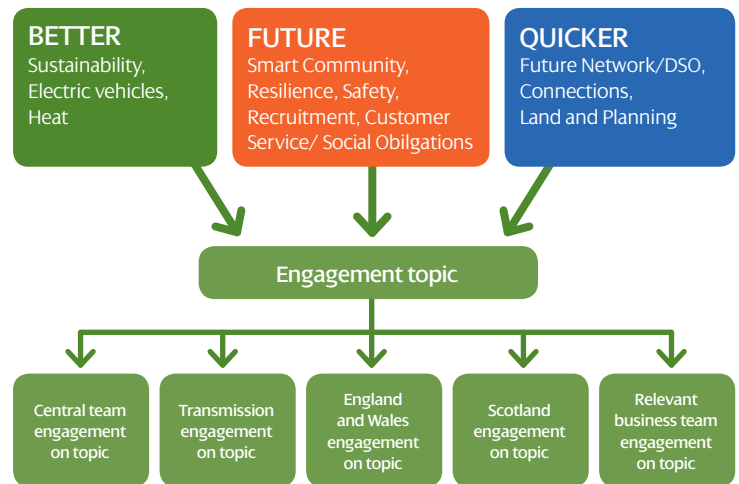 BETTER
Sustainability,
Electric vehicles,
Heat
FUTURE
Smart Community,
Resilience, Safety,
Recruitment, Customer
Service/ Social Obilgations
QUICKER
Future Network/DSO,
Connections,
Land and Planning
Engagement topic
Central team
engagement
on topic
Transmission
engagement
on topic
England
and Wales
engagement
on topic
Scotland
engagement
on topic
Relevant
business team
engagement
on topic